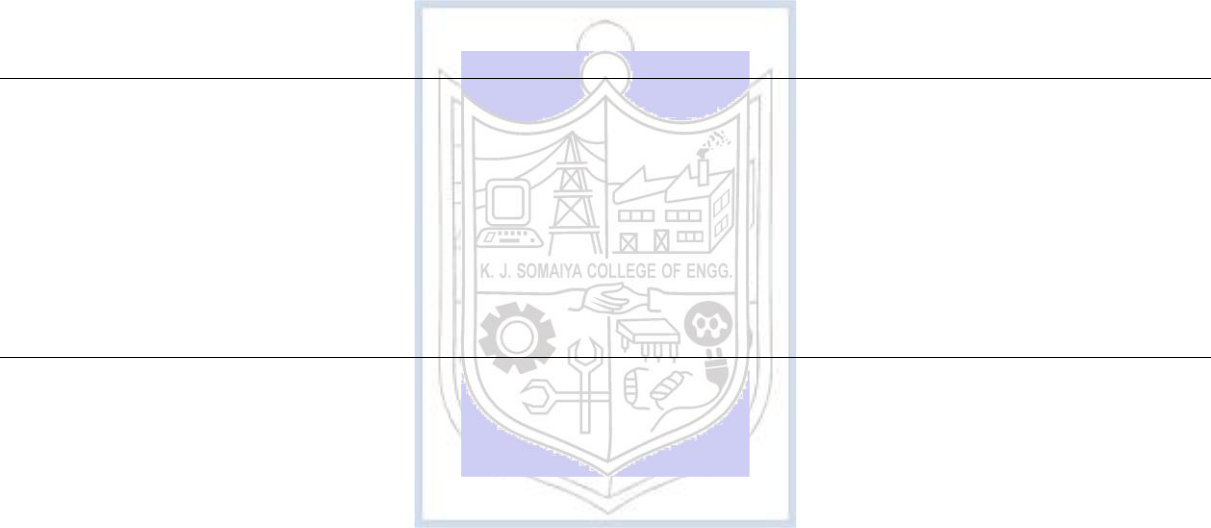 K. J. SOMAIYA COLLEGE OF ENGG.